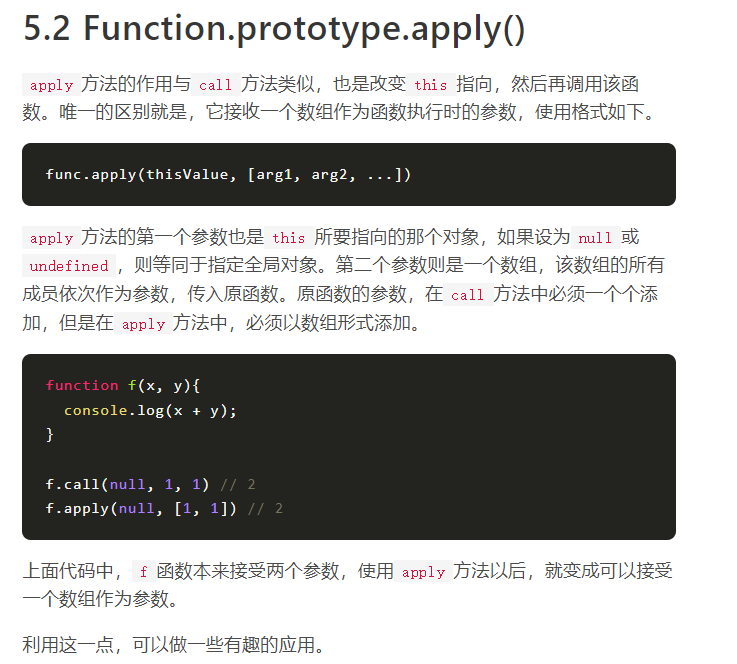 5.2 Function.prototype.apply()
apply 方法的作用与 call 方法类似，也是改变 this 指向，然后再调用该函
数。唯一的区别就是，它接收一个数组作为函数执行时的参数，使用格式如下。
func.apply(thisValue, [arg1, arg2, ...])
apply 方法的第一个参数也是 this 所要指向的那个对象，如果设为 null 或
undefined ，则等同于指定全局对象。第二个参数则是一个数组，该数组的所有
成员依次作为参数，传入原函数。原函数的参数，在 call 方法中必须一个个添
加，但是在 apply 方法中，必须以数组形式添加。
function f(x, y){
  console.log(x + y);
}
f.call(null, 1, 1) // 2
f.apply(null, [1, 1]) // 2
上面代码中， f 函数本来接受两个参数，使用 apply 方法以后，就变成可以接受
一个数组作为参数。
利用这一点，可以做一些有趣的应用。